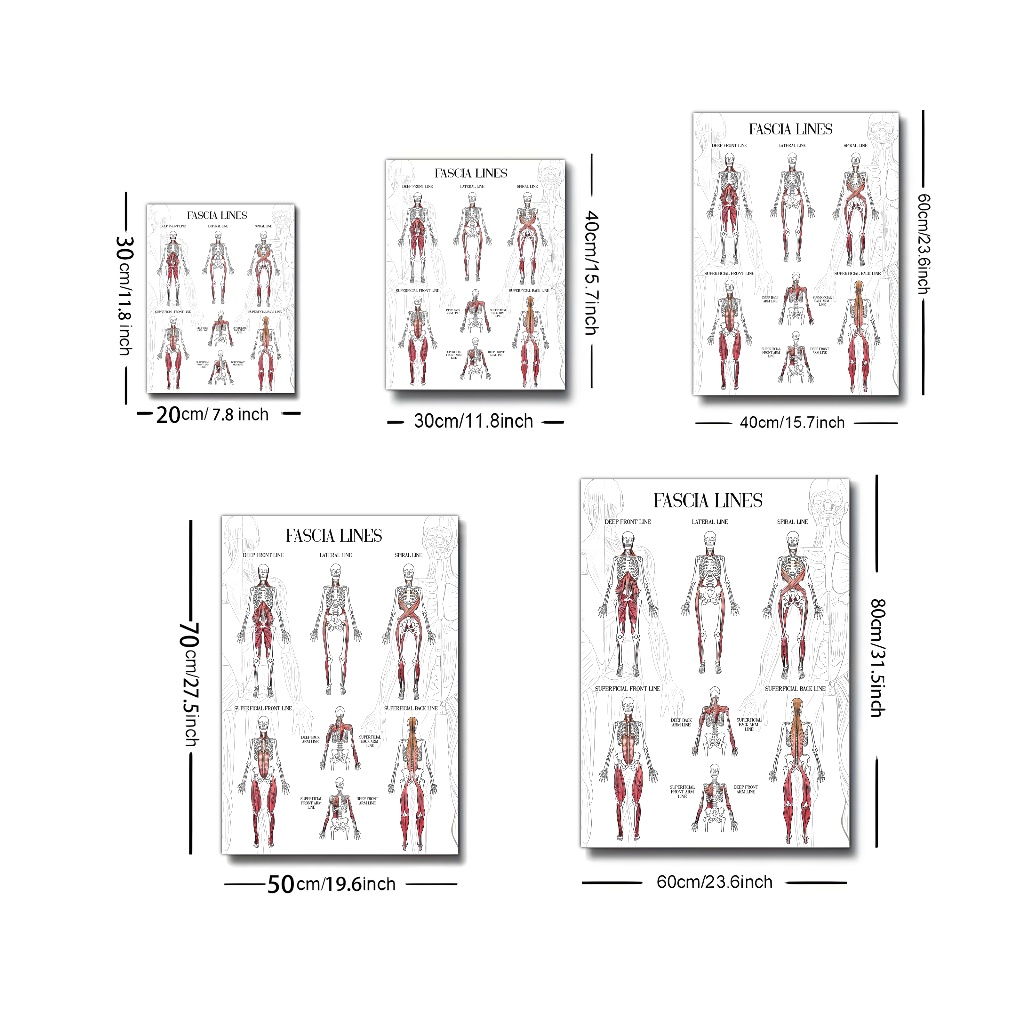 FASCIA LINES
LATERAL LINE
SPIRAL LINE
30cm/11.8 inch
20cm/ 7.8 inch
FASCIA LINES
DEEP FRONT LINE
LATERAL LINE
SPIRAL LINE
SUPERFICIAL FRONT LINE
SUPERFICIAL BACK LINE
40cm/15.7inch
30cm/11.8inch
FASCIA LINES
DEEP FRONT LINE
LATERAL LINE
SPIRAL LINE
SUPERFICIAL FRONT LINE
SUPERFICIAL BACK LINE
60cm/23.6inch
40cm/15.7inch
FASCIA LINES
DEEP FRONT LINE
LATERAL LINE
SPIRAL LINE
SUPERFICIAL FRONT LINE
SUPERFICIAL BACK LINE
DEEP BACK
ARM LINE
SUPERFICIAL
BACK ARM
LINE
SUPERFICIAL
FRONT ARM
LINE
DEEP FRONT
ARM LINE
70cm/27.5inch
50cm/19.6inch
FASCIA LINES
DEEP FRONT LINE
LATERAL LINE
SPIRAL LINE
SUPERFICIAL FRONT LINE
SUPERFICIAL BACK LINE
DEEP BACK
ARM LINE
SUPERFICIAL
BACK ARM
LINE
SUPERFICIAL
FRONT ARM
LINE
DEEP FRONT
ARM LINE
80cm/31.5inch
60cm/23.6inch